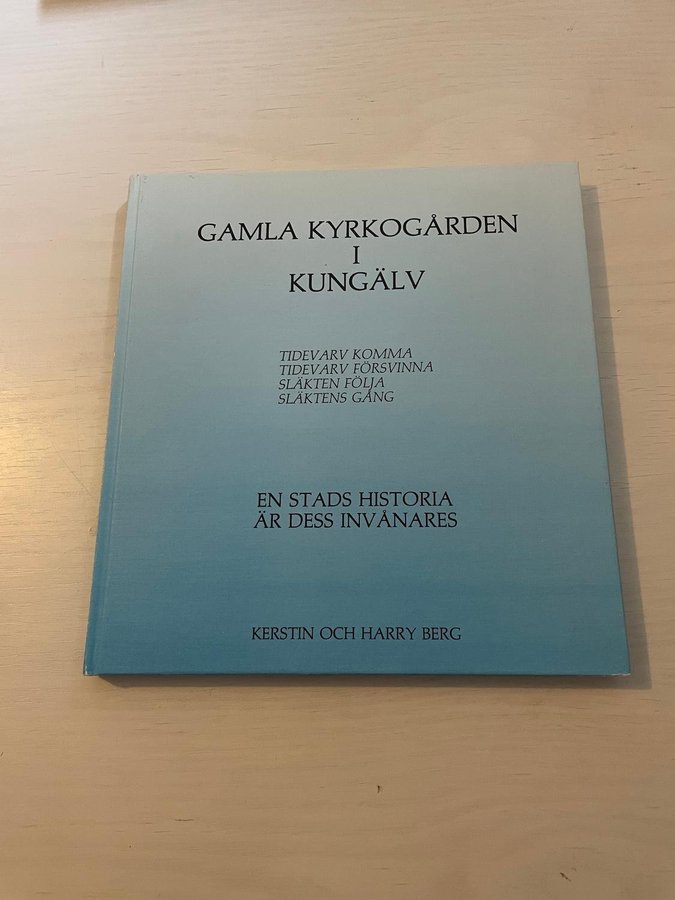 GAMLA KYRKOGÅRDEN
I
KUNGÄLV
TIDEVARV KOMMA
TIDEVARV FÖRSVINNA
SLÄKTEN FÖLJA
SLÄKTENS GÅNG
EN STADS HISTORIA
ÄR DESS INVÅNARES
KERSTIN OCH HARRY BERG